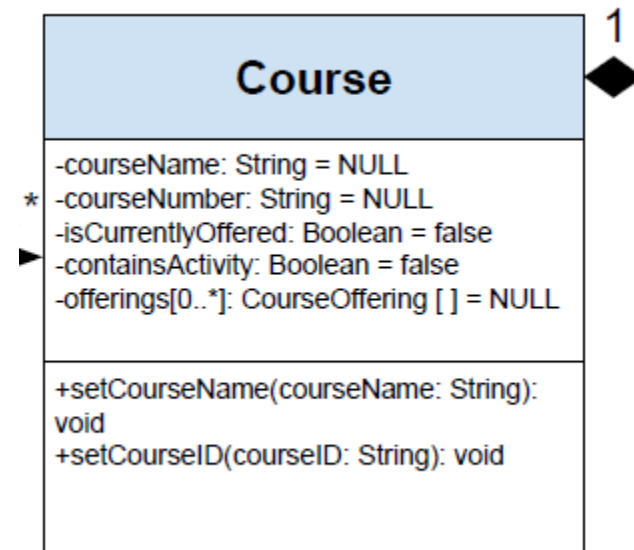 1
Course
-courseName: String = NULL
*
-courseNumber: String = NULL
-isCurrentlyOffered: Boolean = false
-containsActivity: Boolean = false
-offerings[0..*]: CourseOffering [ ] = NULL
+setCourseName(courseName: String):
void
+setCourseID(courseID: String): void